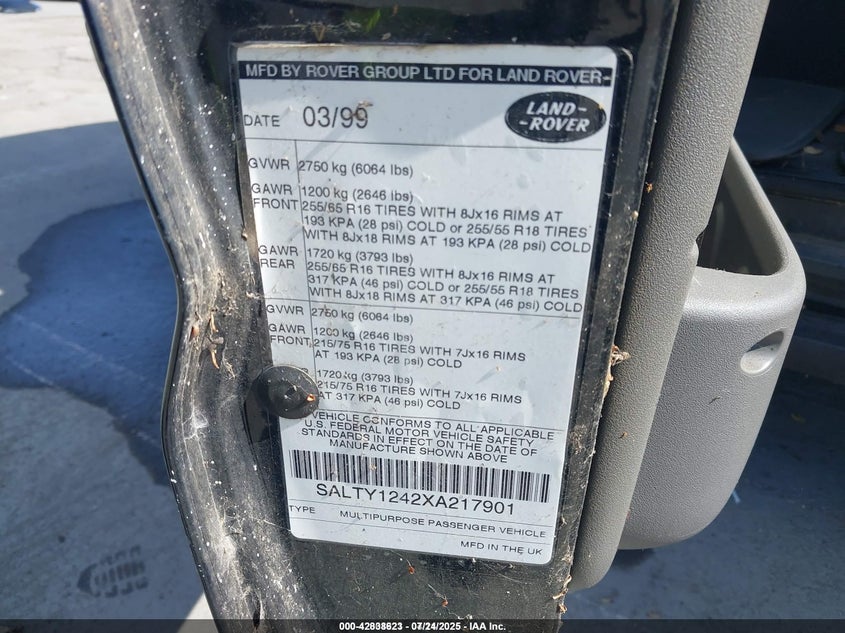 MFD BY ROVER GROUP LTD FOR LAND ROVER
DATE 03/99
LAND-
-ROVER
GVWR 2750 kg (6064 lbs)
GAWR 1200 kg (2646 lbs)
FRONT 255/65 R16 TIRES WITH 8Jx16 RIMS AT
193 KPA (28 psi) COLD or 255/55 R18 TIRES
WITH 8Jx18 RIMS AT 193 KPA (28 psi) COLD
GAWR 1720 kg (3793 lbs)
REAR 255/65 R16 TIRES WITH 8Jx16 RIMS AT
317 KPA (46 psi) COLD or 255/55 R18 TIRES
WITH 8Jx18 RIMS AT 317 KPA (46 psi) COLD
GVWR 2750 kg (6064 lbs)
GAWR 1200 kg (2646 lbs)
FRONT 215/75 R16 TIRES WITH 7Jx16 RIMS
AT 193 KPA (28 psi) COLD
1720 kg (3793 lbs)
215/75 R16 TIRES WITH 7Jx16 RIMS
AT 317 KPA (46 psi) COLD
VEHICLE CONFORMS TO ALL APPLICABLE
U.S. FEDERAL MOTOR VEHICLE SAFETY
STANDARDS IN EFFECT ON THE DATE OF
MANUFACTURE SHOWN ABOVE
SALTY1242XA217901
TYPE MULTIPURPOSE PASSENGER VEHICLE
MFD IN THE UK
07/24/2025 - IAA Inc.